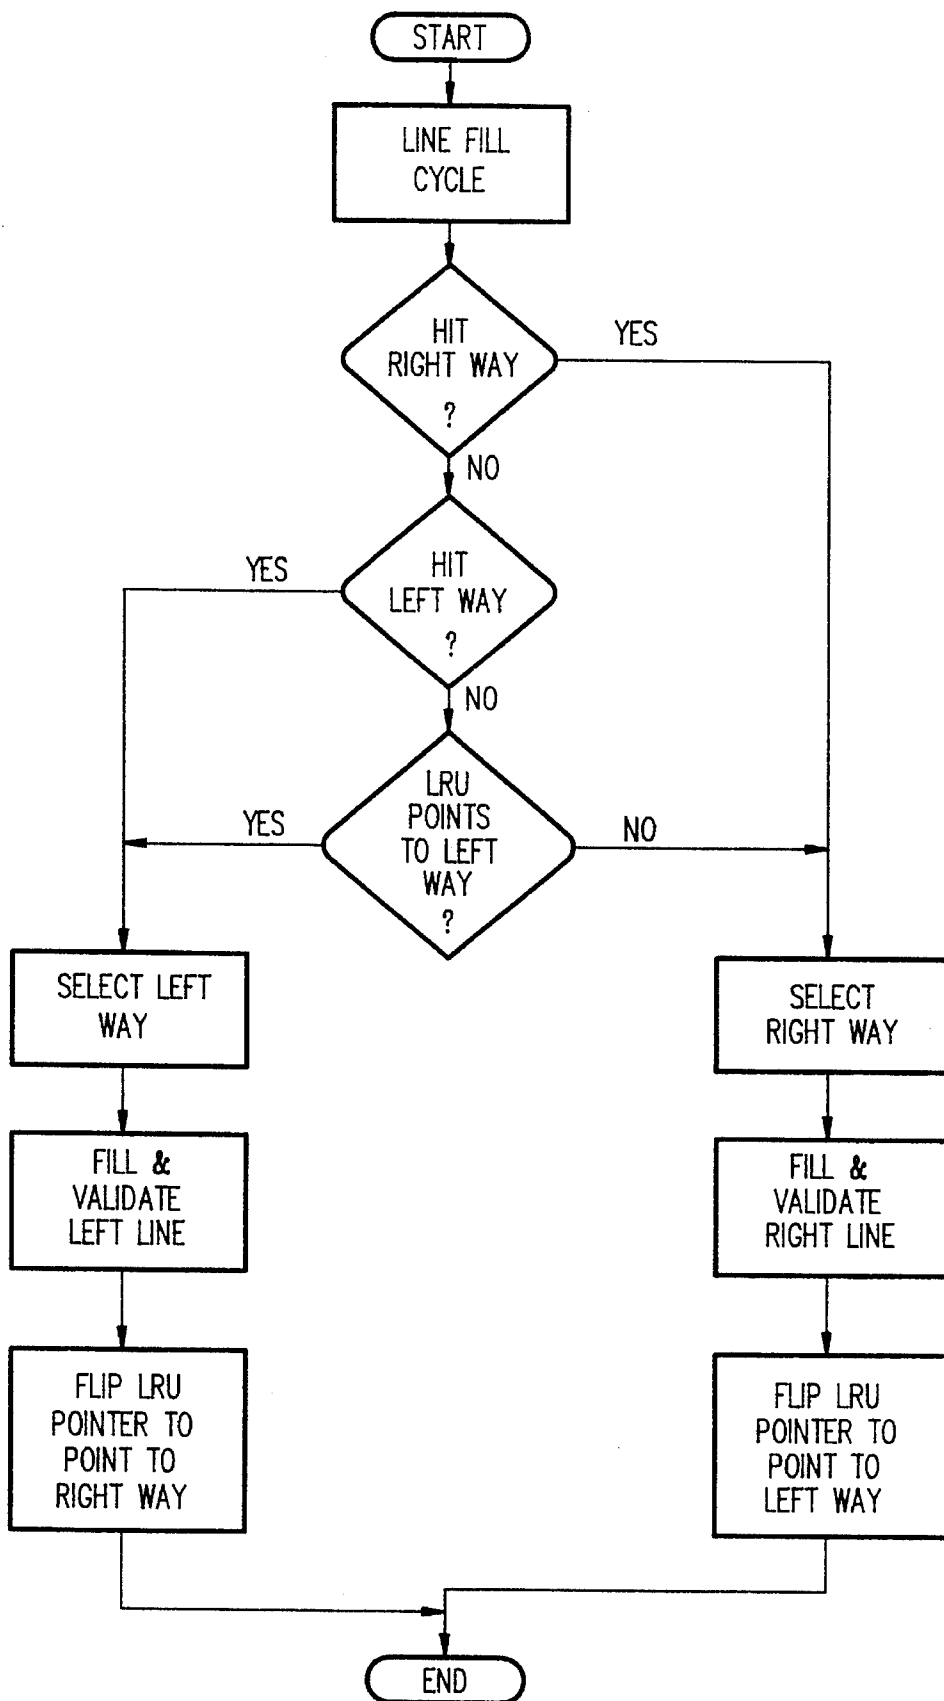 START
LINE FILL
CYCLE
HIT
RIGHT WAY
?
YES
NO
HIT
LEFT WAY
?
YES
NO
LRU
POINTS
TO LEFT
WAY
?
YES
NO
SELECT LEFT
WAY
SELECT
RIGHT WAY
FILL &
VALIDATE
LEFT LINE
FILL &
VALIDATE
RIGHT LINE
FLIP LRU
POINTER TO
POINT TO
RIGHT WAY
FLIP LRU
POINTER TO
POINT TO
LEFT WAY
END